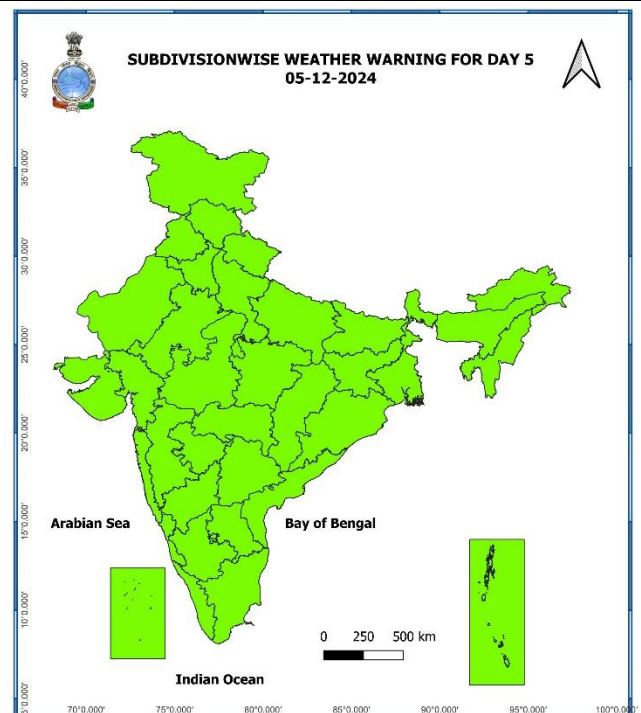 SUBDIVISIONWISE WEATHER WARNING FOR DAY 5
05-12-2024
40°0.000'
35°0.000'
30°0.000'
25°0.000'
20°0.000'
15°0.000'
10°0.000'
5°0.000'
Arabian Sea
Bay of Bengal
0 250 500 km
Indian Ocean
70°0.000' 75°0.000' 80°0.000' 85°0.000' 90°0.000' 95°0.000' 100°0.000'